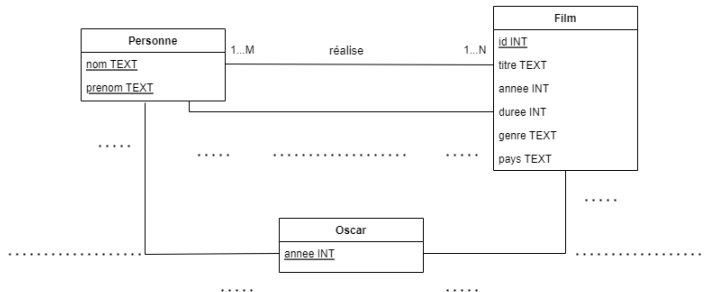 Film
Personne
id INT
1...M
réalise
1...N
nom TEXT
titre TEXT
prenom TEXT
annee INT
duree INT
.....
genre TEXT
..... ................... .....
pays TEXT
.....
Oscar
................... annee INT ..................
..... .....